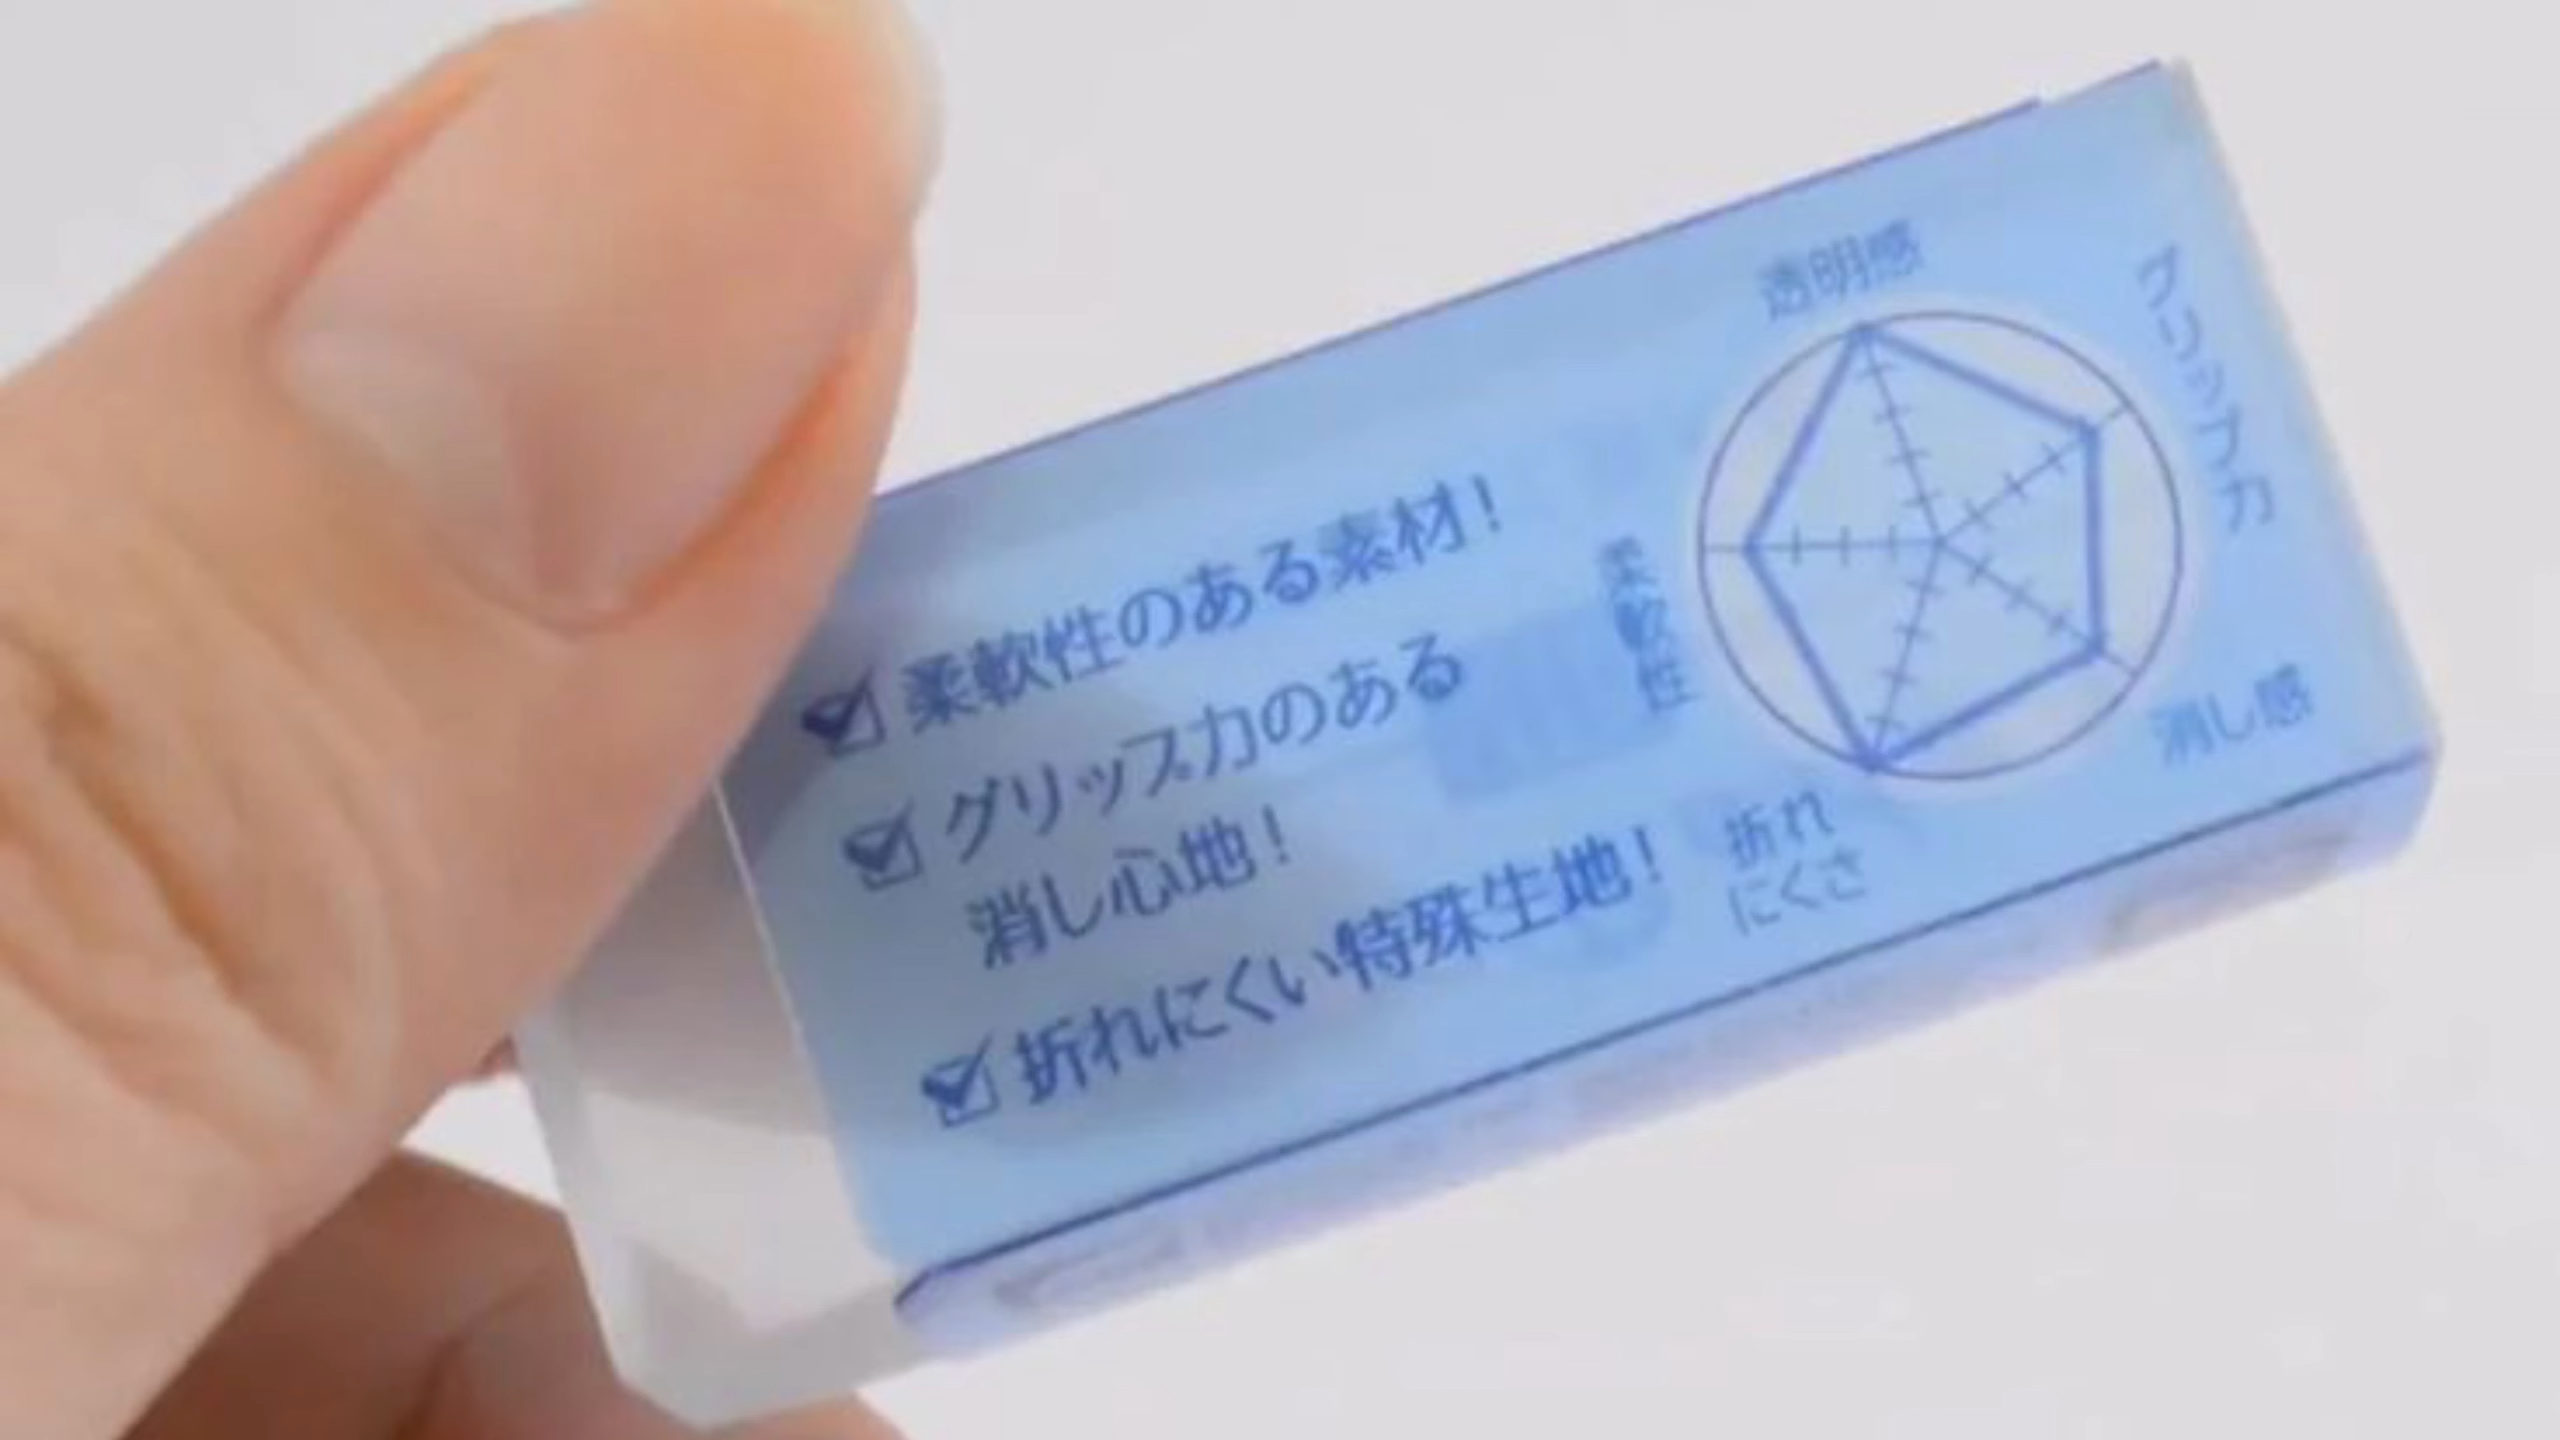 柔軟性のある素材！
グリップ力のある
消し心地！
折れにくい特殊生地！
透明感
グリップ力
消し感
折れ
にくさ
柔軟性